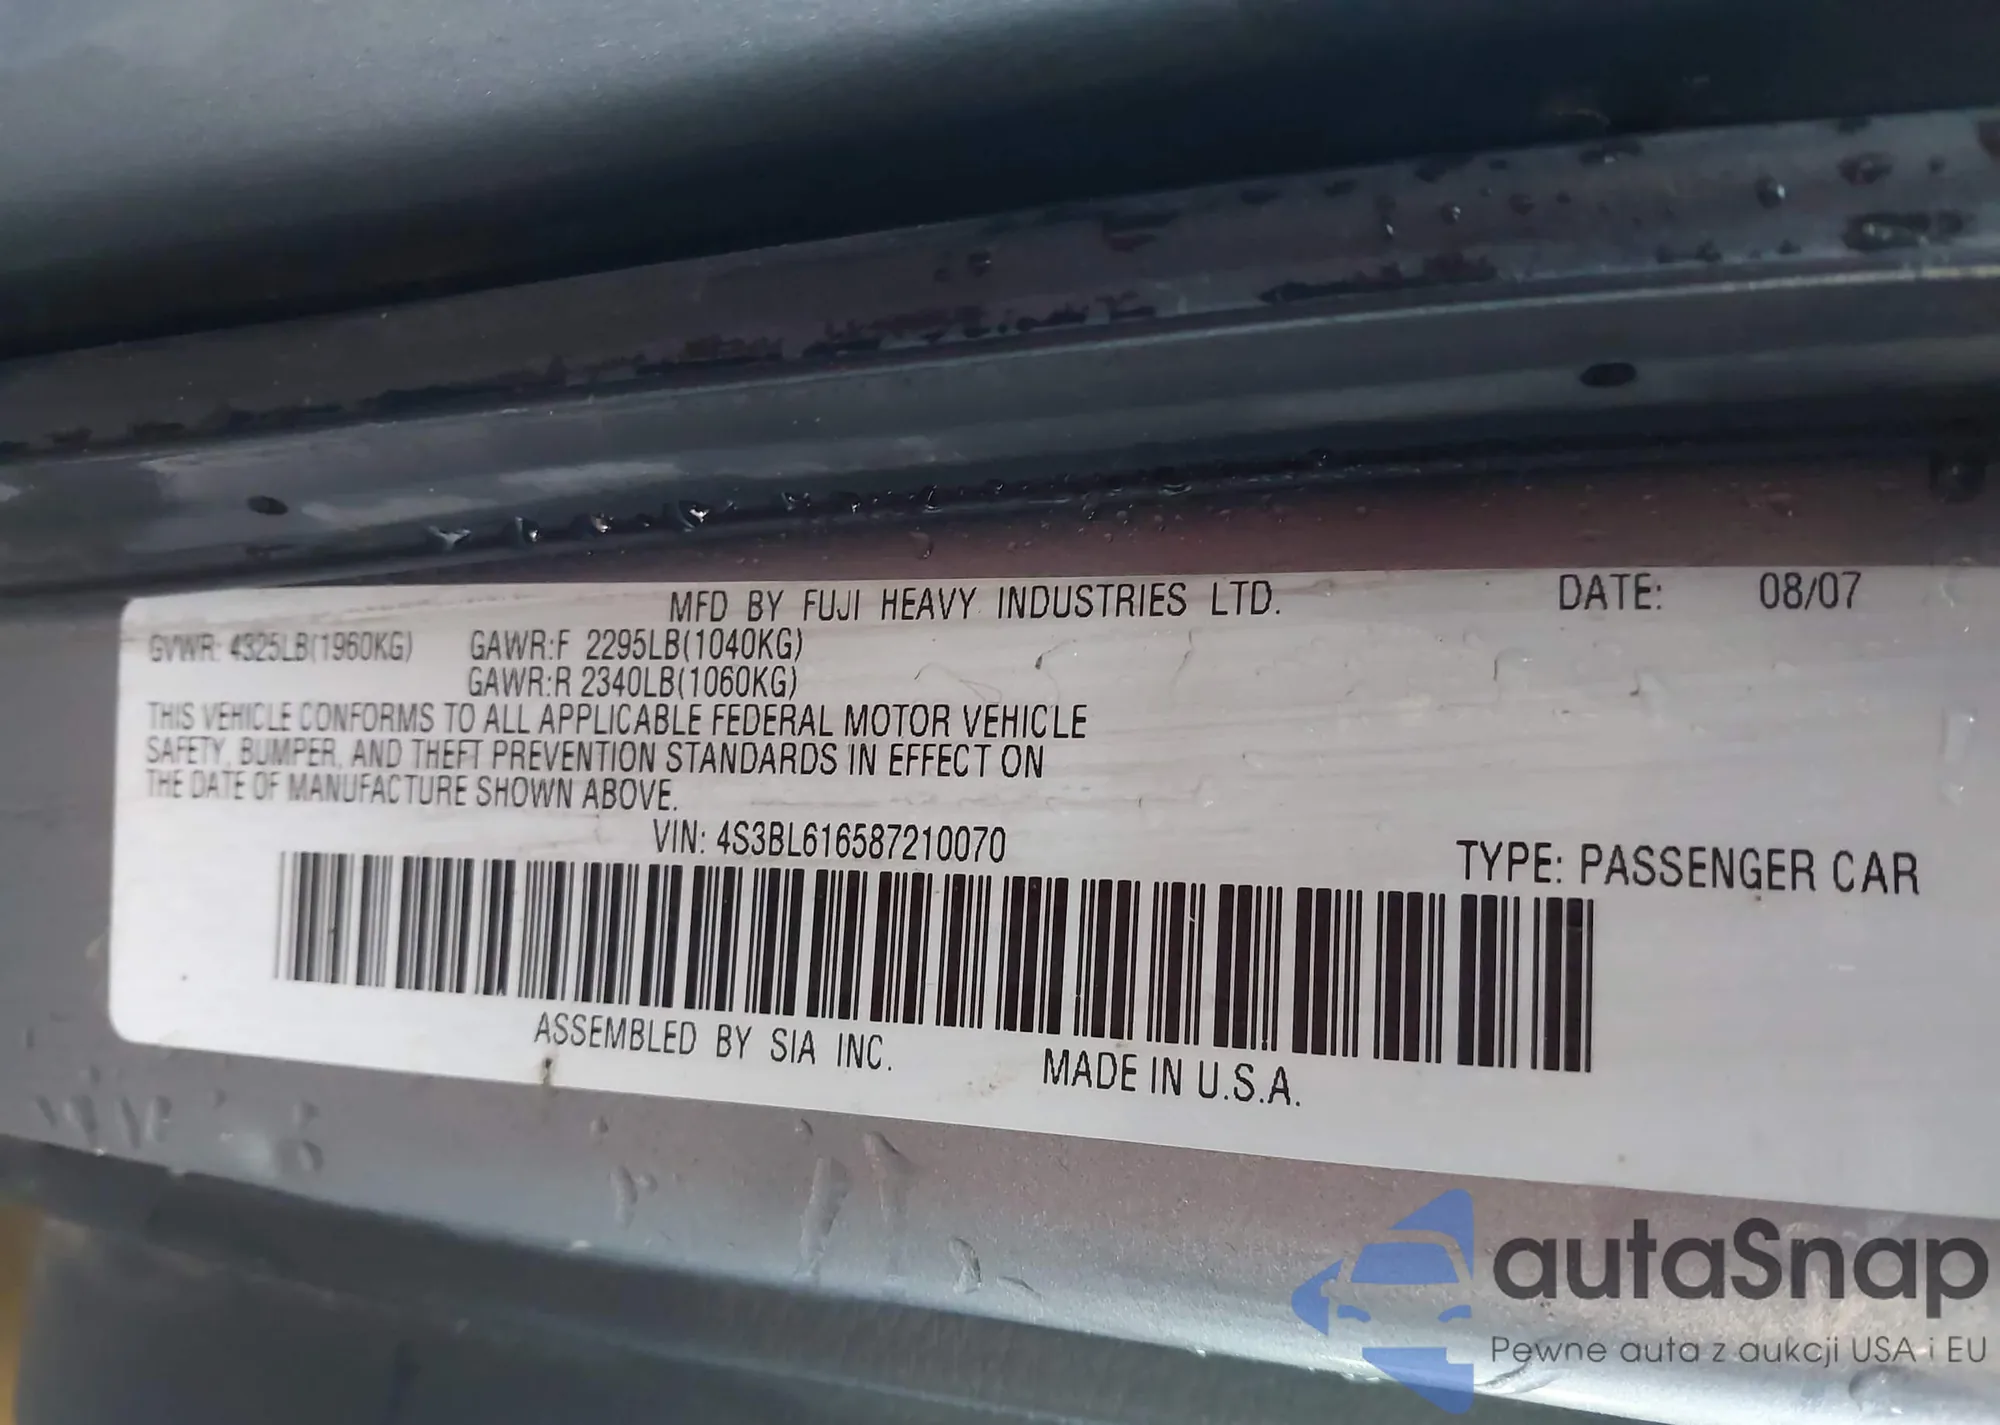 MFD BY FUJI HEAVY INDUSTRIES LTD. DATE: 08/07
GVWR: 4325LB(1960KG) GAWR:F 2295LB(1040KG)
GAWR:R 2340LB(1060KG)
THIS VEHICLE CONFORMS TO ALL APPLICABLE FEDERAL MOTOR VEHICLE
SAFETY, BUMPER, AND THEFT PREVENTION STANDARDS IN EFFECT ON
THE DATE OF MANUFACTURE SHOWN ABOVE.
VIN: 4S3BL616587210070
TYPE: PASSENGER CAR
ASSEMBLED BY SIA INC. MADE IN U.S.A.
autaSnap
Pewne auta z aukcji USA i EU